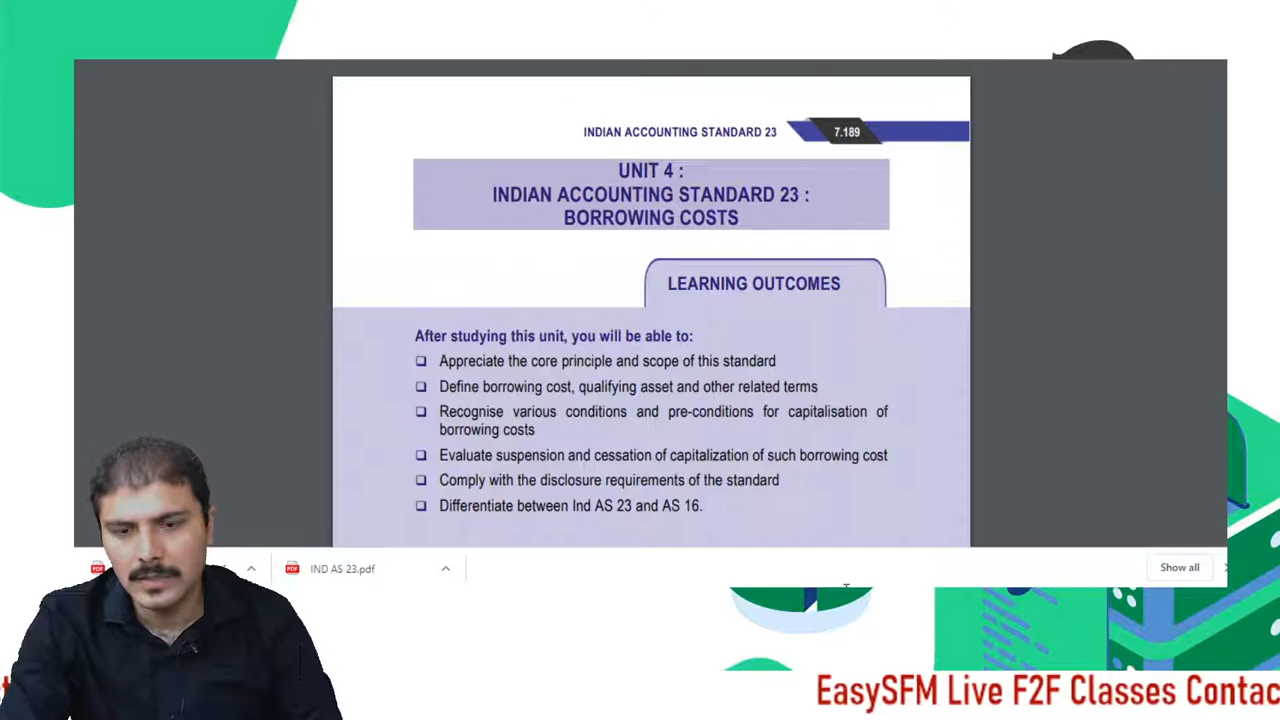 INDIAN ACCOUNTING STANDARD 23
7.189
UNIT 4 :
INDIAN ACCOUNTING STANDARD 23 :
BORROWING COSTS
LEARNING OUTCOMES
After studying this unit, you will be able to:
❑ Appreciate the core principle and scope of this standard
❑ Define borrowing cost, qualifying asset and other related terms
❑ Recognise various conditions and pre-conditions for capitalisation of
borrowing costs
❑ Evaluate suspension and cessation of capitalization of such borrowing cost
❑ Comply with the disclosure requirements of the standard
❑ Differentiate between Ind AS 23 and AS 16.
PDF
PDF
IND AS 23.pdf
Show all
EasySFM Live F2F Classes Contac